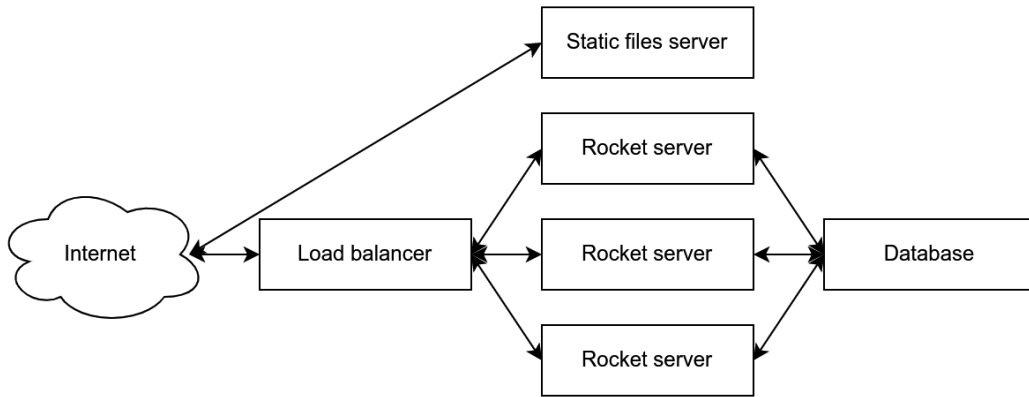 Static files server
Rocket server
Internet
Load balancer
Rocket server
Database
Rocket server